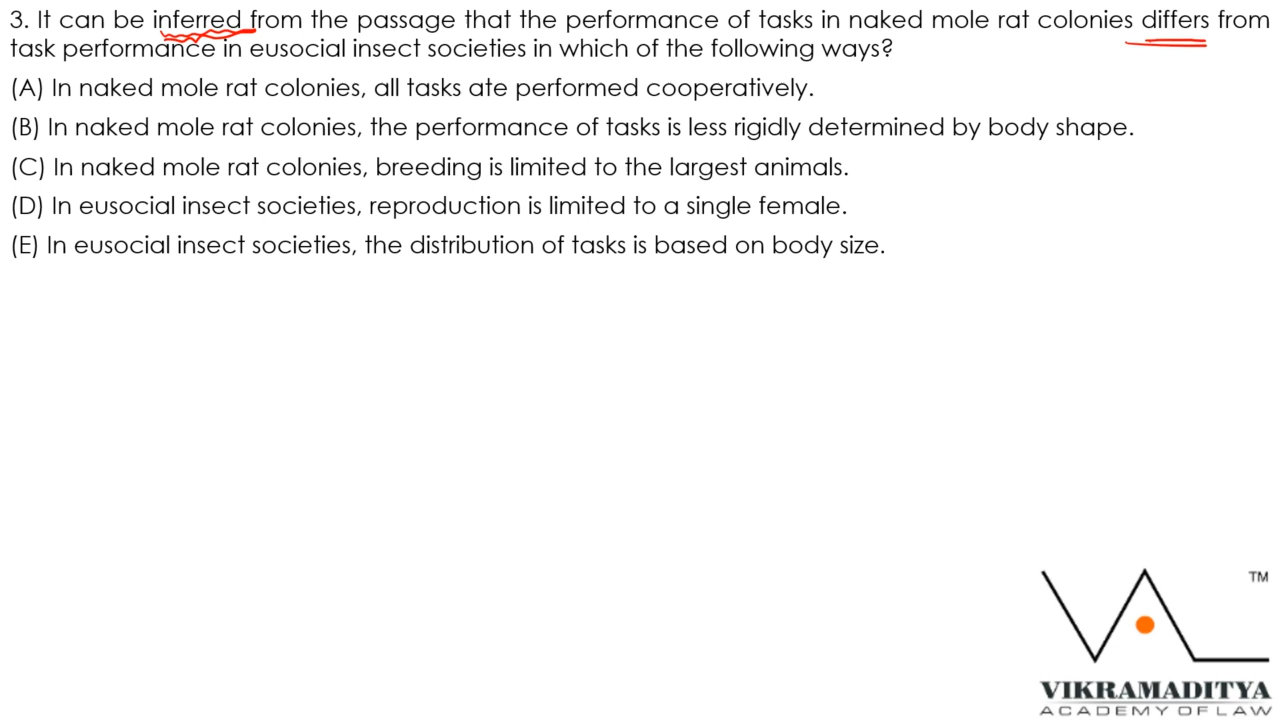 3. It can be inferred from the passage that the performance of tasks in naked mole rat colonies differs from
task performance in eusocial insect societies in which of the following ways?
(A) In naked mole rat colonies, all tasks ate performed cooperatively.
(B) In naked mole rat colonies, the performance of tasks is less rigidly determined by body shape.
(C) In naked mole rat colonies, breeding is limited to the largest animals.
(D) In eusocial insect societies, reproduction is limited to a single female.
(E) In eusocial insect societies, the distribution of tasks is based on body size.
TM
VIKRAMADITYA
ACADEMY OF LAW